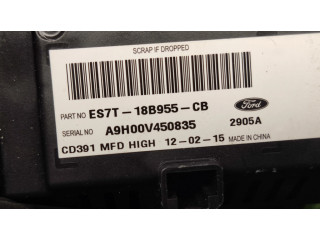 SCRAP IF DROPPED
PART NO ES7T-18B955-CB
Ford
SERIAL NO A9H00V450835
2905A
CD391 MFD HIGH 12-02-15 MADE IN CHINA